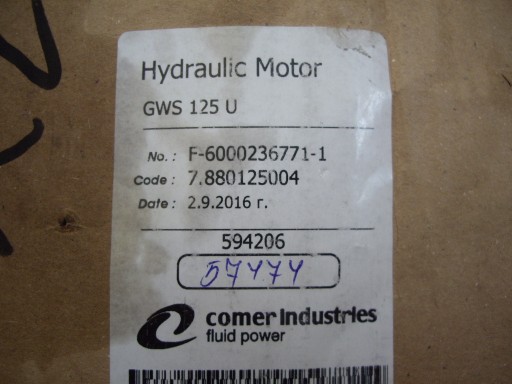 Hydraulic Motor
GWS 125 U
No. : F-6000236771-1
Code : 7.880125004
Date : 2.9.2016 г.
594206
57474
comer industries
fluid power